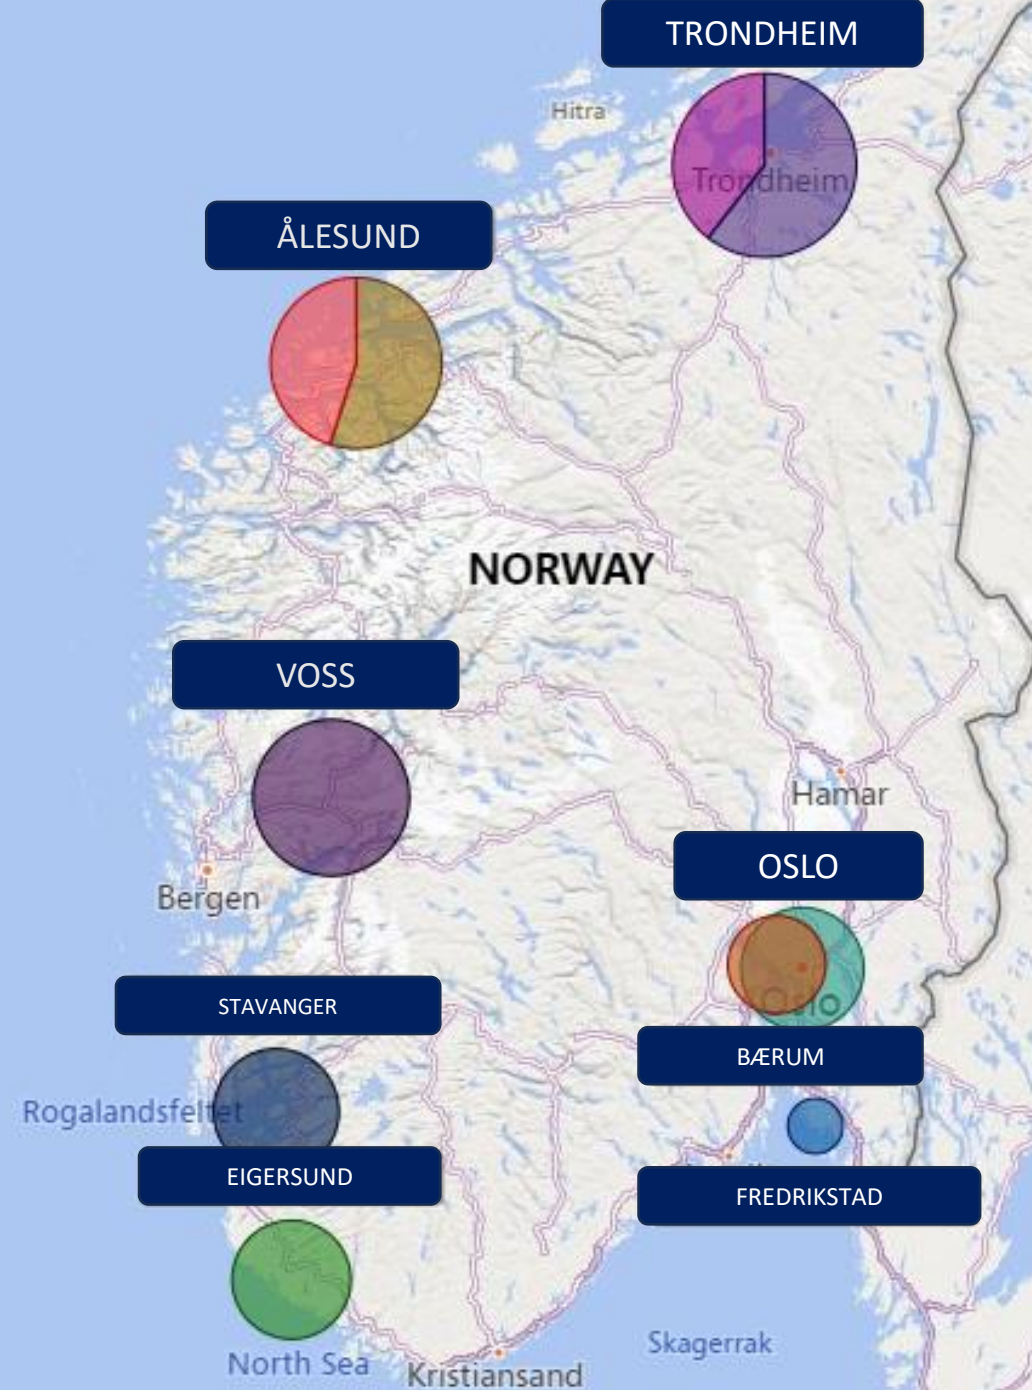 TRONDHEIM
Hitra
Trondheim
ÅLESUND
NORWAY
VOSS
Hamar
OSLO
Bergen
Oslo
STAVANGER
BÆRUM
Rogalandsfeltet
EIGERSUND
FREDRIKSTAD
Skagerrak
North Sea
Kristiansand